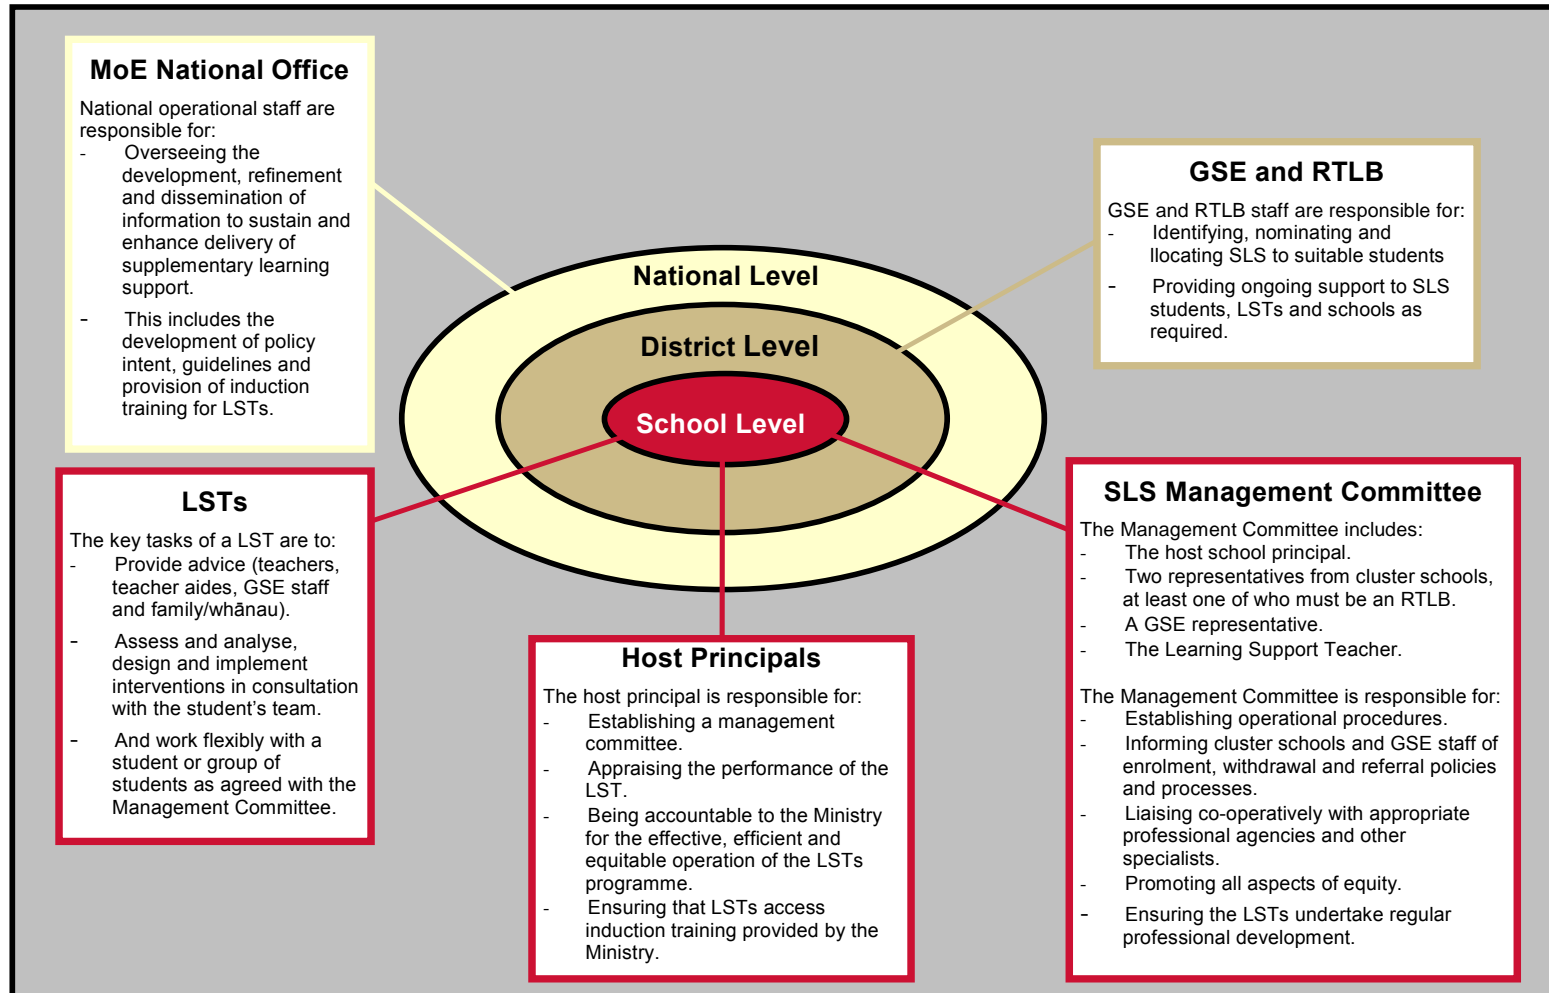 MoE National Office
National operational staff are
responsible for:
- Overseeing the
development, refinement
and dissemination of
information to sustain and
enhance delivery of
supplementary learning
support.
- This includes the
development of policy
intent, guidelines and
provision of induction
training for LSTs.
GSE and RTLB
GSE and RTLB staff are responsible for:
- Identifying, nominating and
llocating SLS to suitable students
- Providing ongoing support to SLS
students, LSTs and schools as
required.
National Level
District Level
School Level
LSTs
The key tasks of a LST are to:
- Provide advice (teachers,
teacher aides, GSE staff
and family/whānau).
- Assess and analyse,
design and implement
interventions in consultation
with the student’s team.
- And work flexibly with a
student or group of
students as agreed with the
Management Committee.
Host Principals
The host principal is responsible for:
- Establishing a management
committee.
- Appraising the performance of the
LST.
- Being accountable to the Ministry
for the effective, efficient and
equitable operation of the LSTs
programme.
- Ensuring that LSTs access
induction training provided by the
Ministry.
SLS Management Committee
The Management Committee includes:
- The host school principal.
- Two representatives from cluster schools,
at least one of who must be an RTLB.
- A GSE representative.
- The Learning Support Teacher.
The Management Committee is responsible for:
- Establishing operational procedures.
- Informing cluster schools and GSE staff of
enrolment, withdrawal and referral policies
and processes.
- Liaising co-operatively with appropriate
professional agencies and other
specialists.
- Promoting all aspects of equity.
- Ensuring the LSTs undertake regular
professional development.